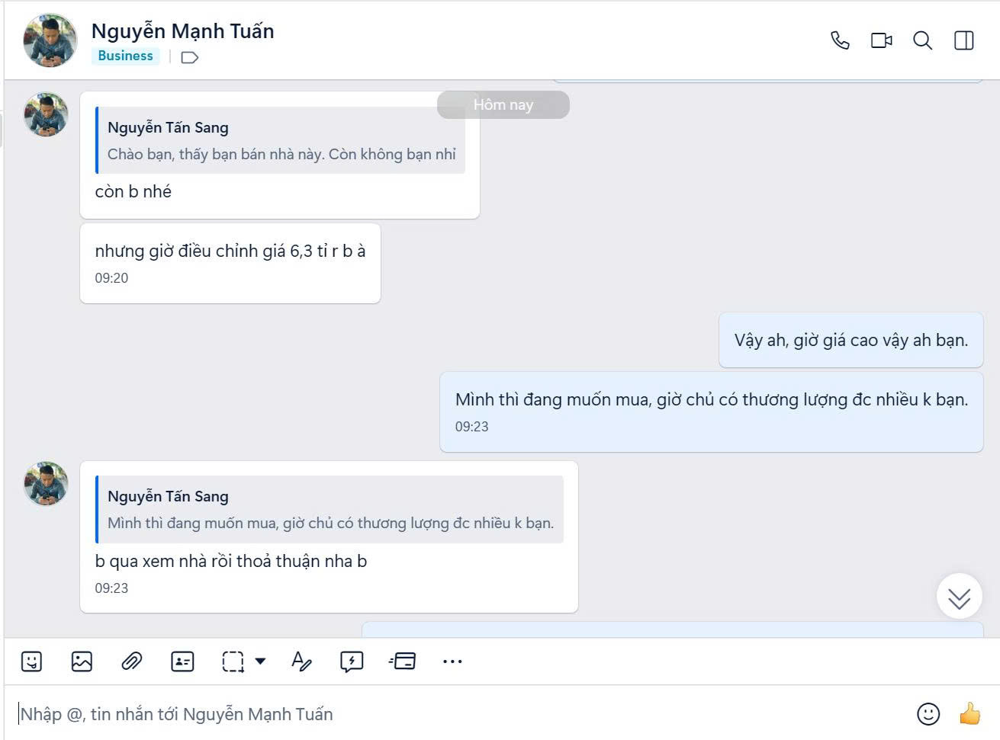 Nguyễn Mạnh Tuấn
Business
Hôm nay
Nguyễn Tấn Sang
Chào bạn, thấy bạn bán nhà này. Còn không bạn nhỉ
còn b nhé
nhưng giờ điều chỉnh giá 6,3 tỉ r b à
09:20
Vậy ah, giờ giá cao vậy ah bạn.
Mình thì đang muốn mua, giờ chủ có thương lượng đc nhiều k bạn.
09:23
Nguyễn Tấn Sang
Mình thì đang muốn mua, giờ chủ có thương lượng đc nhiều k bạn.
b qua xem nhà rồi thoả thuận nha b
09:23
Nhập @, tin nhắn tới Nguyễn Mạnh Tuấn